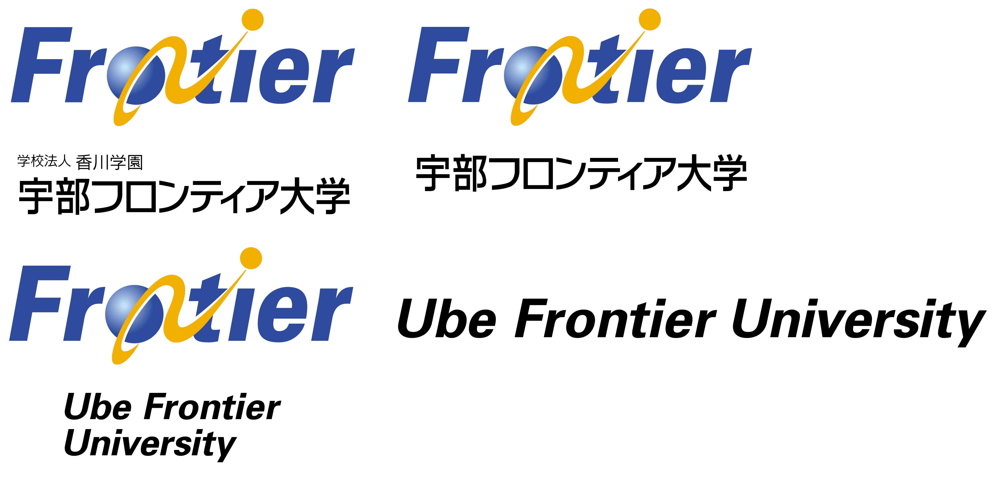 Frontier
学校法人 香川学園
宇部フロンティア大学
Frontier
宇部フロンティア大学
Frontier
Ube Frontier
University
Ube Frontier University